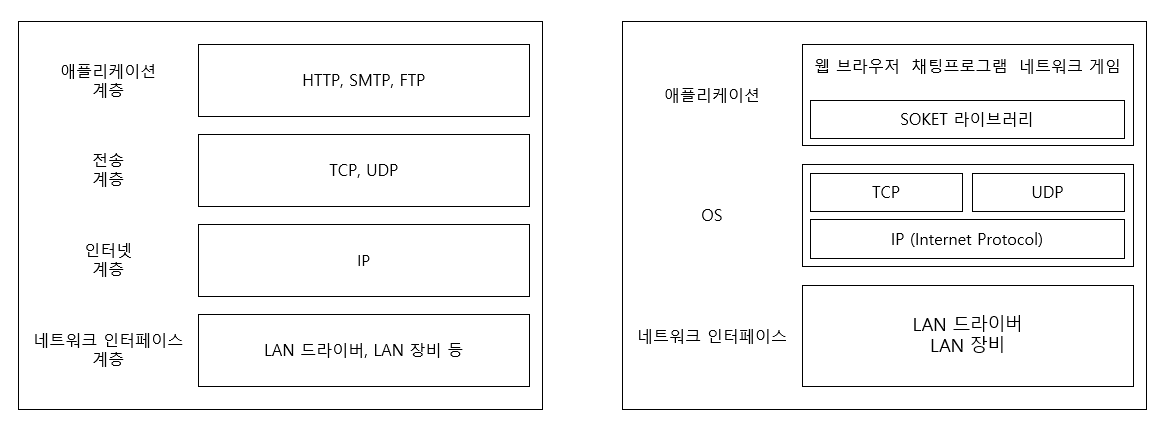 애플리케이션
계층
HTTP, SMTP, FTP
전송
계층
TCP, UDP
인터넷
계층
IP
네트워크 인터페이스
계층
LAN 드라이버, LAN 장비 등
애플리케이션
웹 브라우저 채팅프로그램 네트워크 게임
SOKET 라이브러리
OS
TCP
UDP
IP (Internet Protocol)
네트워크 인터페이스
LAN 드라이버
LAN 장비